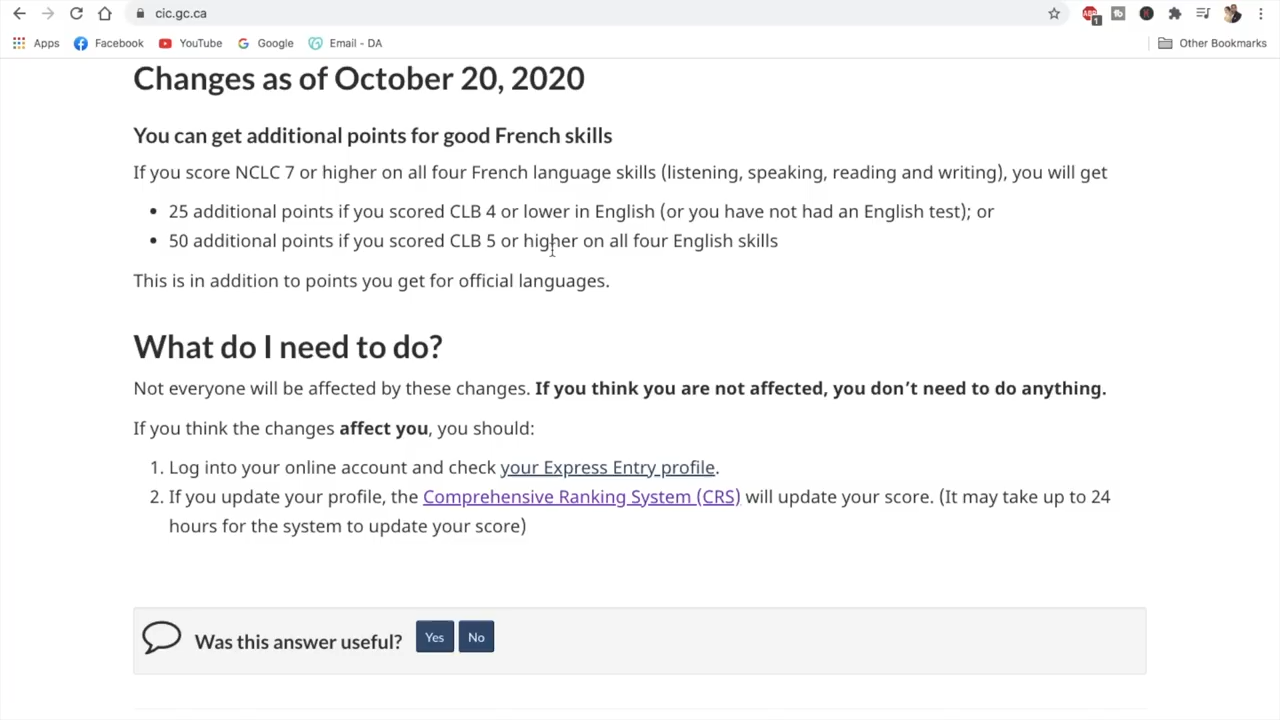 cic.gc.ca
ABP
1
Apps
Facebook
YouTube
Google
Email - DA
Other Bookmarks
Changes as of October 20, 2020
You can get additional points for good French skills
If you score NCLC 7 or higher on all four French language skills (listening, speaking, reading and writing), you will get
• 25 additional points if you scored CLB 4 or lower in English (or you have not had an English test); or
• 50 additional points if you scored CLB 5 or higher on all four English skills
This is in addition to points you get for official languages.
What do I need to do?
Not everyone will be affected by these changes. If you think you are not affected, you don’t need to do anything.
If you think the changes affect you, you should:
1. Log into your online account and check your Express Entry profile.
2. If you update your profile, the Comprehensive Ranking System (CRS) will update your score. (It may take up to 24
hours for the system to update your score)
Was this answer useful?
Yes
No